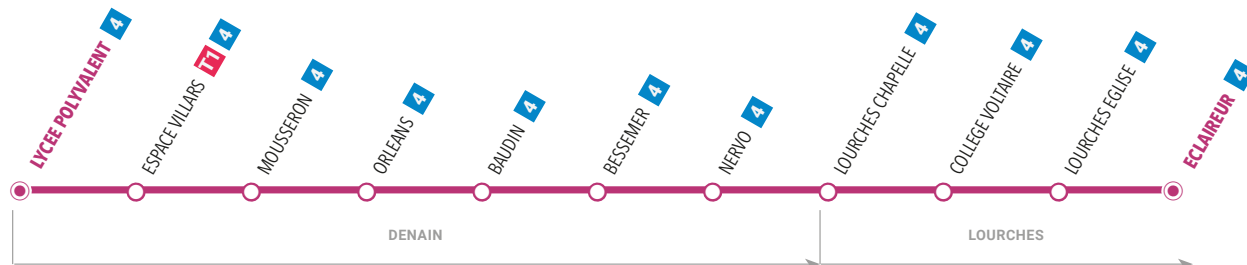 LYCEE POLYVALENT 4
ESPACE VILLARS T1 4
MOUSSERON 4
ORLEANS 4
BAUDIN 4
BESSEMER 4
NERVO 4
LOURCHES CHAPELLE 4
COLLEGE VOLTAIRE 4
LOURCHES EGLISE 4
ECLAIREUR 4
DENAIN
LOURCHES